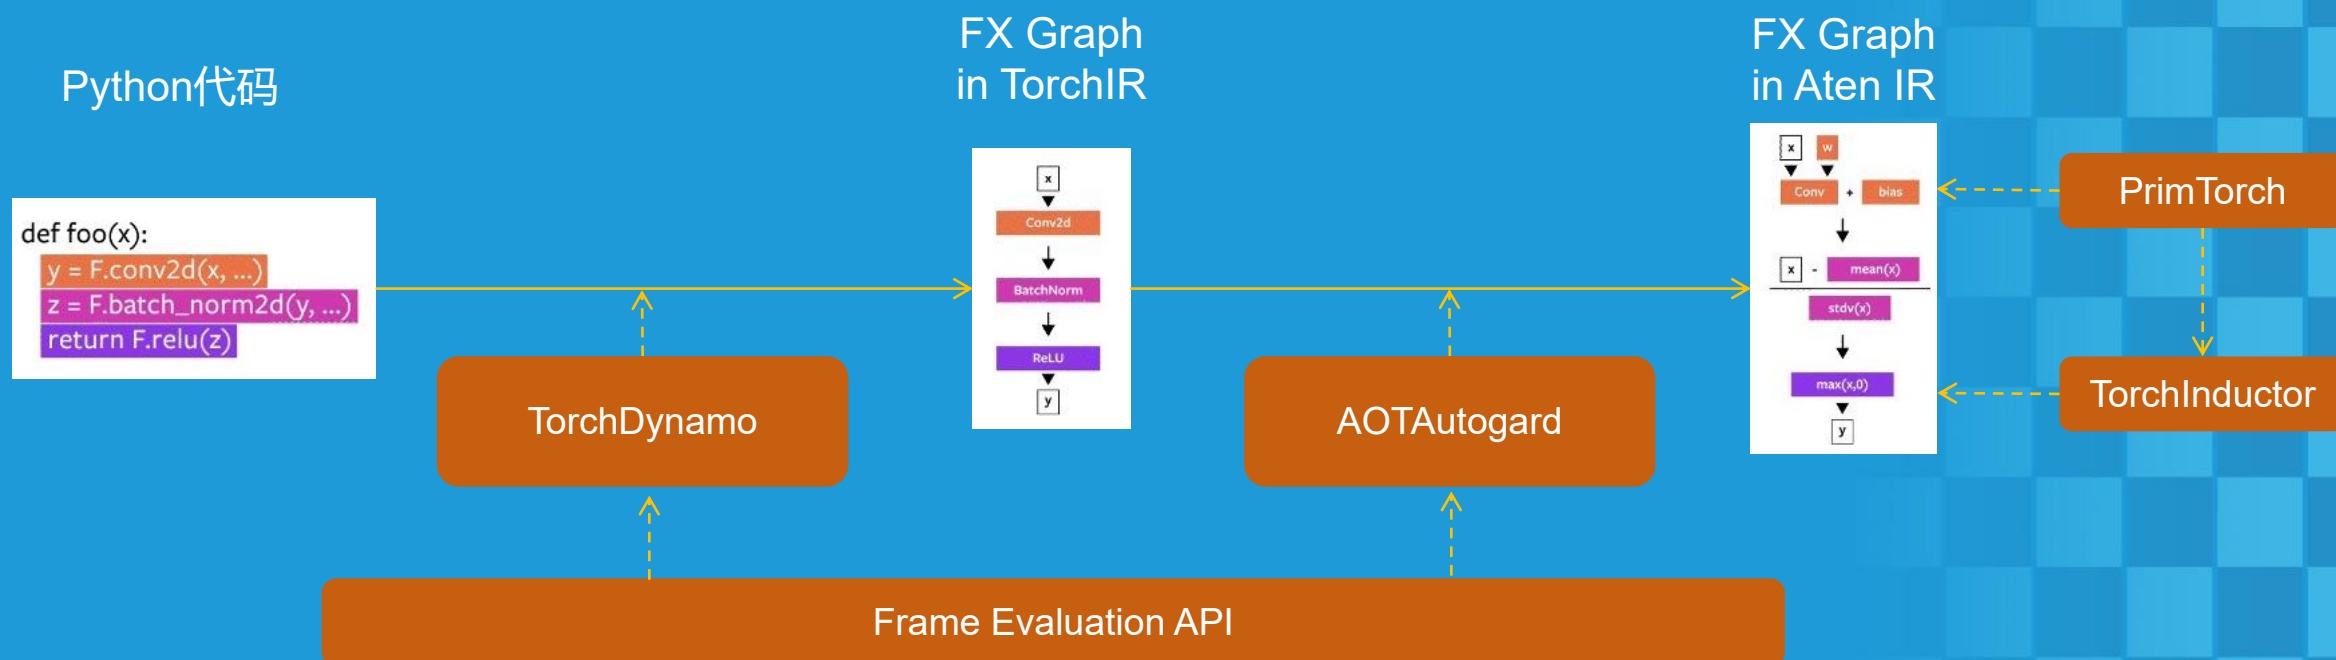 Python代码
FX Graph
in TorchIR
FX Graph
in Aten IR
def foo(x):
y = F.conv2d(x, ...)
z = F.batch_norm2d(y, ...)
return F.relu(z)
x
Conv2d
BatchNorm
ReLU
y
x w
Conv + bias
x - mean(x)
stdv(x)
max(x,0)
y
PrimTorch
TorchInductor
TorchDynamo
AOTAutogard
Frame Evaluation API